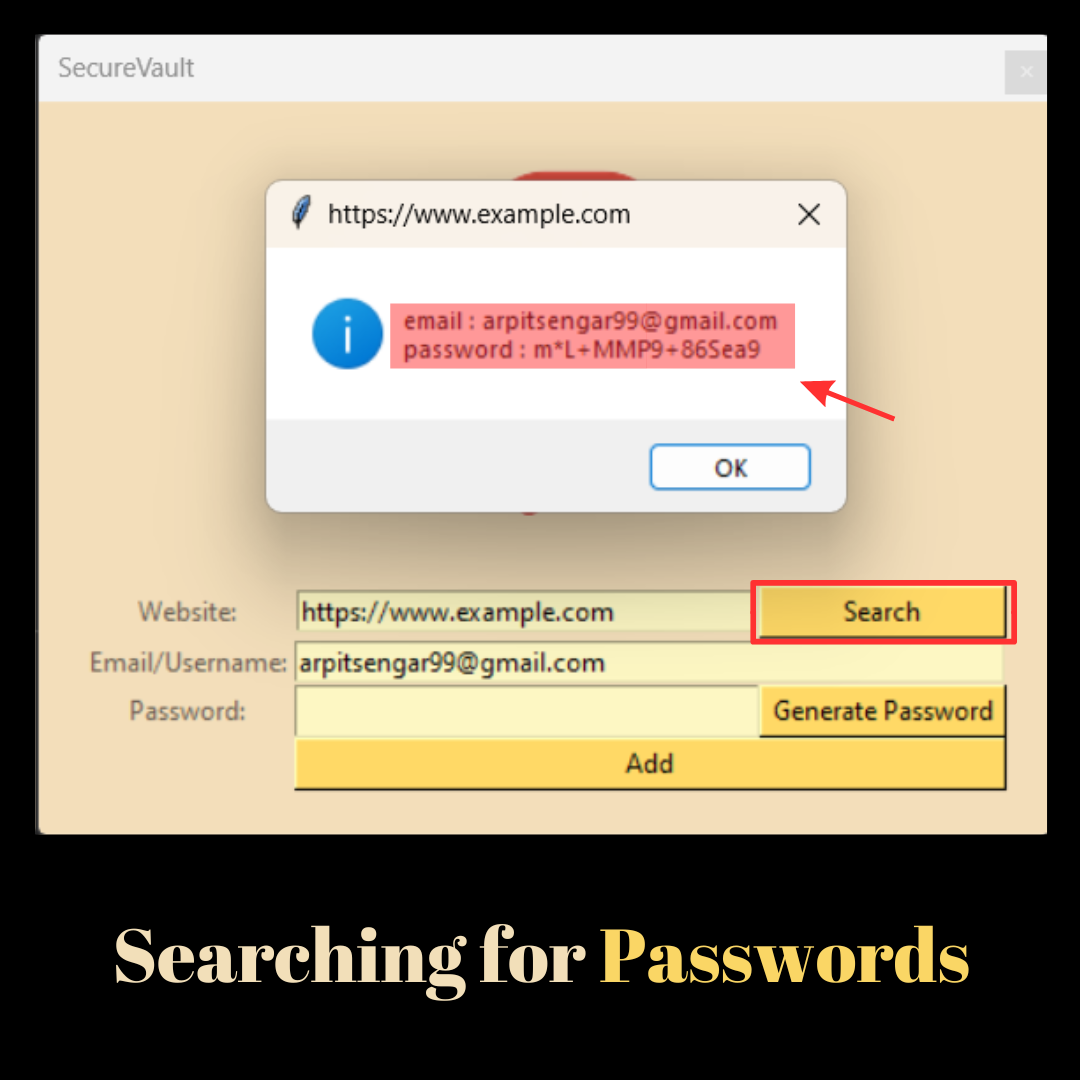 SecureVault
https://www.example.com
email : arpitsengar99@gmail.com
password : m*L+MMP9+86Sea9
OK
Website:
https://www.example.com
Search
Email/Username:
arpitsengar99@gmail.com
Password:
Generate Password
Add
Searching for Passwords